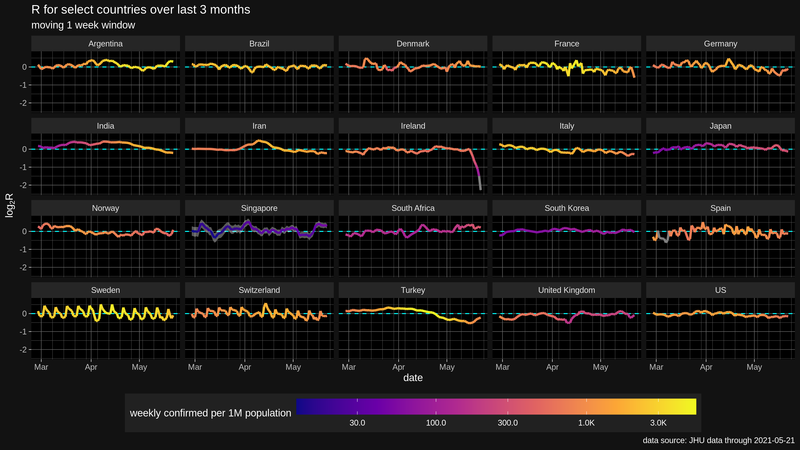 R for select countries over last 3 months
moving 1 week window
Argentina Brazil Denmark France Germany
0
-1
-2
India Iran Ireland Italy Japan
0
-1
-2
Norway Singapore South Africa South Korea Spain
0
-1
-2
Sweden Switzerland Turkey United Kingdom US
0
-1
-2
log₂R
Mar Apr May Mar Apr May Mar Apr May Mar Apr May Mar Apr May
date
weekly confirmed per 1M population
30.0 100.0 300.0 1.0K 3.0K
data source: JHU data through 2021-05-21